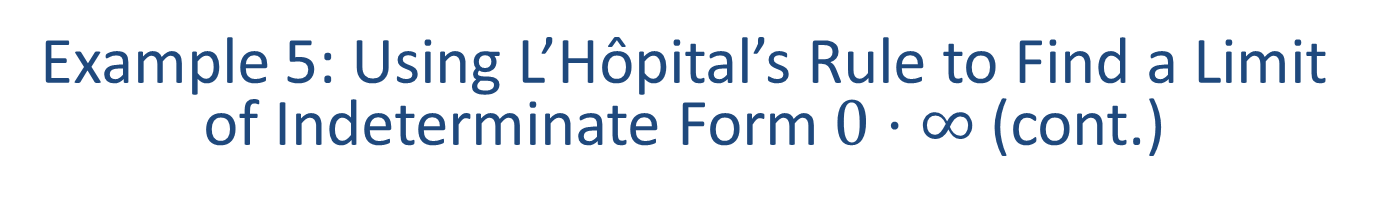 Example 5: Using L’Hôpital’s Rule to Find a Limit
of Indeterminate Form 0 · ∞ (cont.)